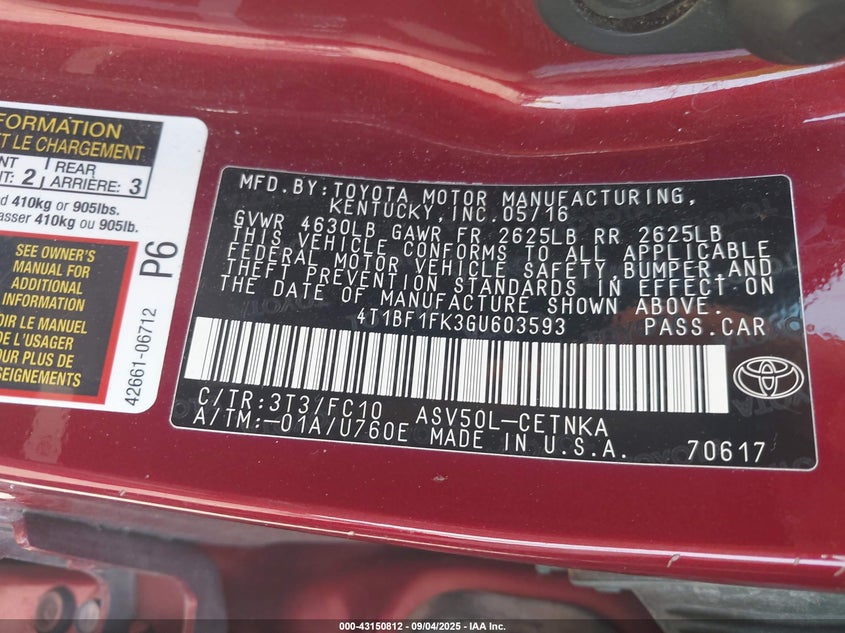 FORMATION
ET LE CHARGEMENT
NT : 2 REAR ARRIÈRE: 3
d 410kg or 905lbs.
asser 410kg ou 905lb.
SEE OWNER'S
MANUAL FOR
ADDITIONAL
INFORMATION
OIR LE MANUEL
DE L'USAGER
OUR PLUS DE
SEIGNEMENTS
P6
42661-06712
MFD.BY:TOYOTA MOTOR MANUFACTURING,
KENTUCKY,INC.05/16
GVWR 4630LB GAWR FR 2625LB RR 2625LB
THIS VEHICLE CONFORMS TO ALL APPLICABLE
FEDERAL MOTOR VEHICLE SAFETY,BUMPER,AND
THEFT PREVENTION STANDARDS IN EFFECT ON
THE DATE OF MANUFACTURE SHOWN ABOVE.
4T1BF1FK3GU603593 PASS.CAR
C/TR:3T3/FC10 ASV50L-CETNKA
A/TM:-01A/U760E MADE IN U.S.A. 70617
000-43150812 - 09/04/2025 - IAA Inc.